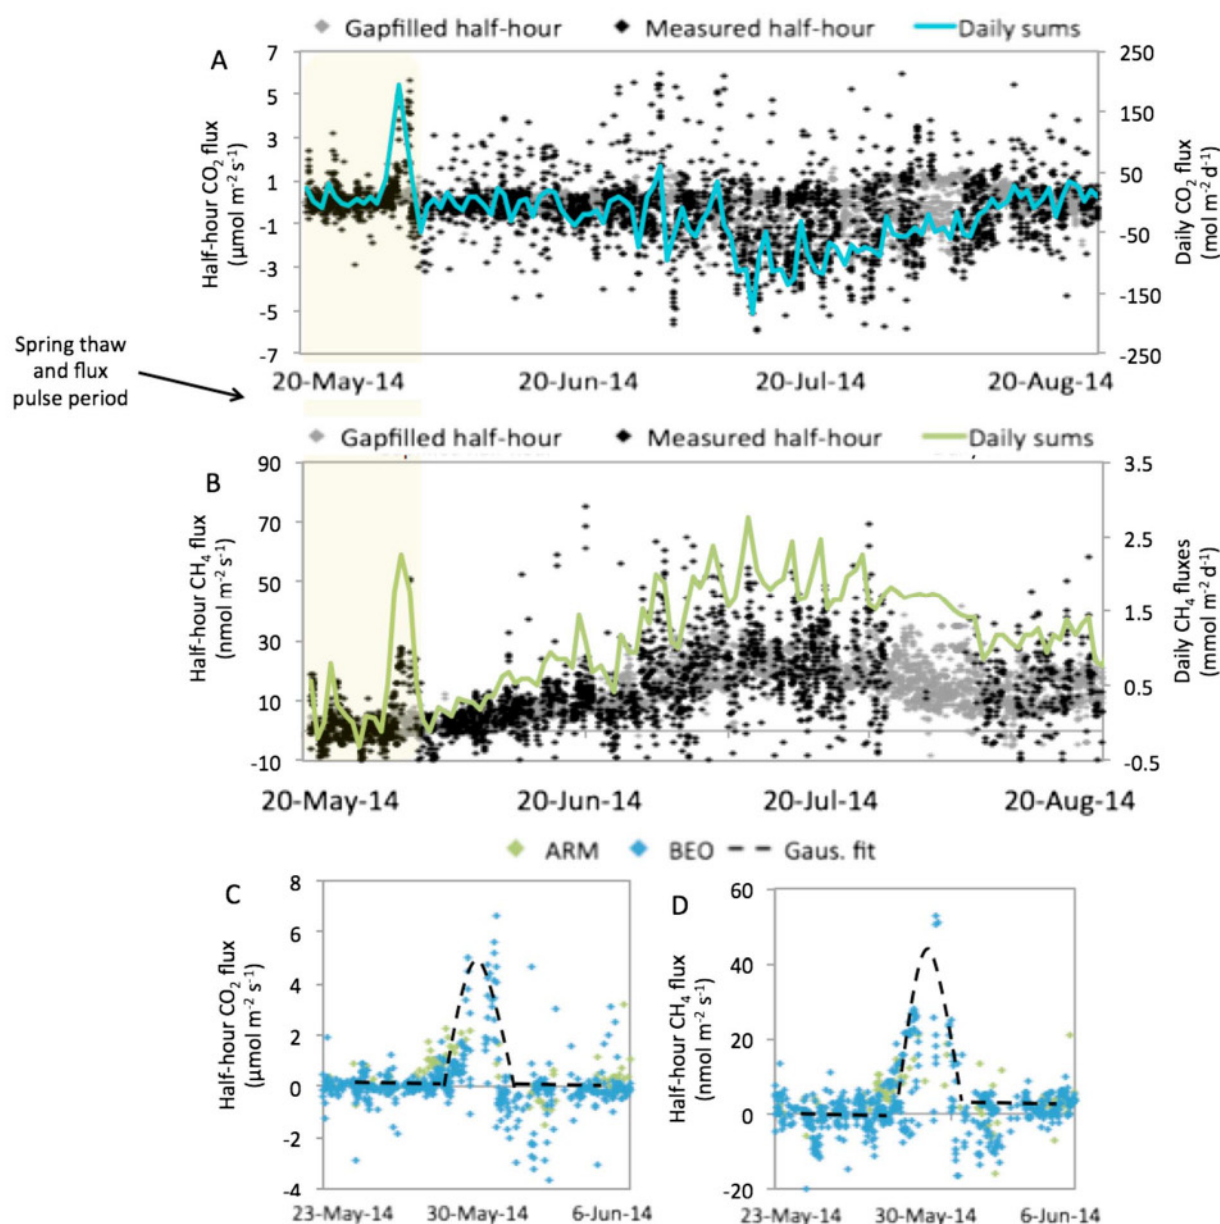 Gapfilled half-hour Measured half-hour Daily sums
A
7
5
3
1
-1
-3
-5
-7
Half-hour CO2 flux
(µmol m-2 s-1)
250
150
50
-50
-150
-250
Daily CO2 flux
(mol m-2 d-1)
20-May-14 20-Jun-14 20-Jul-14 20-Aug-14
Spring thaw
and flux
pulse period
Gapfilled half-hour Measured half-hour Daily sums
B
90
70
50
30
10
-10
Half-hour CH4 flux
(nmol m-2 s-1)
3.5
2.5
1.5
0.5
-0.5
Daily CH4 fluxes
(mmol m-2 d-1)
20-May-14 20-Jun-14 20-Jul-14 20-Aug-14
ARM BEO Gaus. fit
C
8
6
4
2
0
-2
-4
Half-hour CO2 flux
(µmol m-2 s-1)
23-May-14 30-May-14 6-Jun-14
D
60
40
20
0
-20
Half-hour CH4 flux
(nmol m-2 s-1)
23-May-14 30-May-14 6-Jun-14